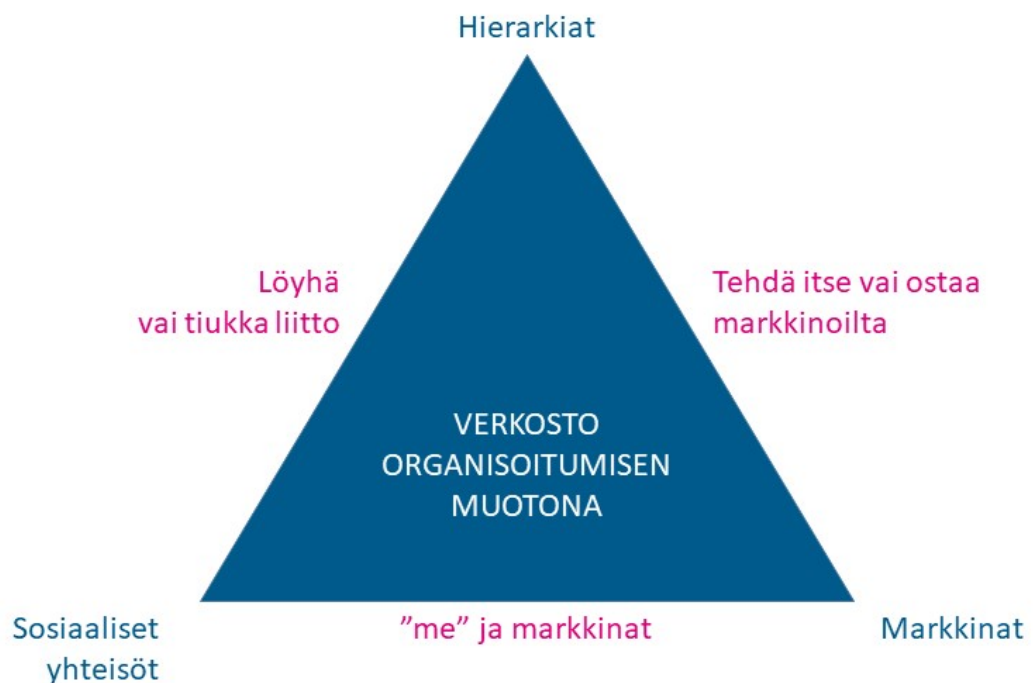 Hierarkiat
Löyhä
vai tiukka liitto
Tehdä itse vai ostaa
markkinoilta
VERKOSTO
ORGANISOITUMISEN
MUOTONA
Sosiaaliset
yhteisöt
”me” ja markkinat
Markkinat